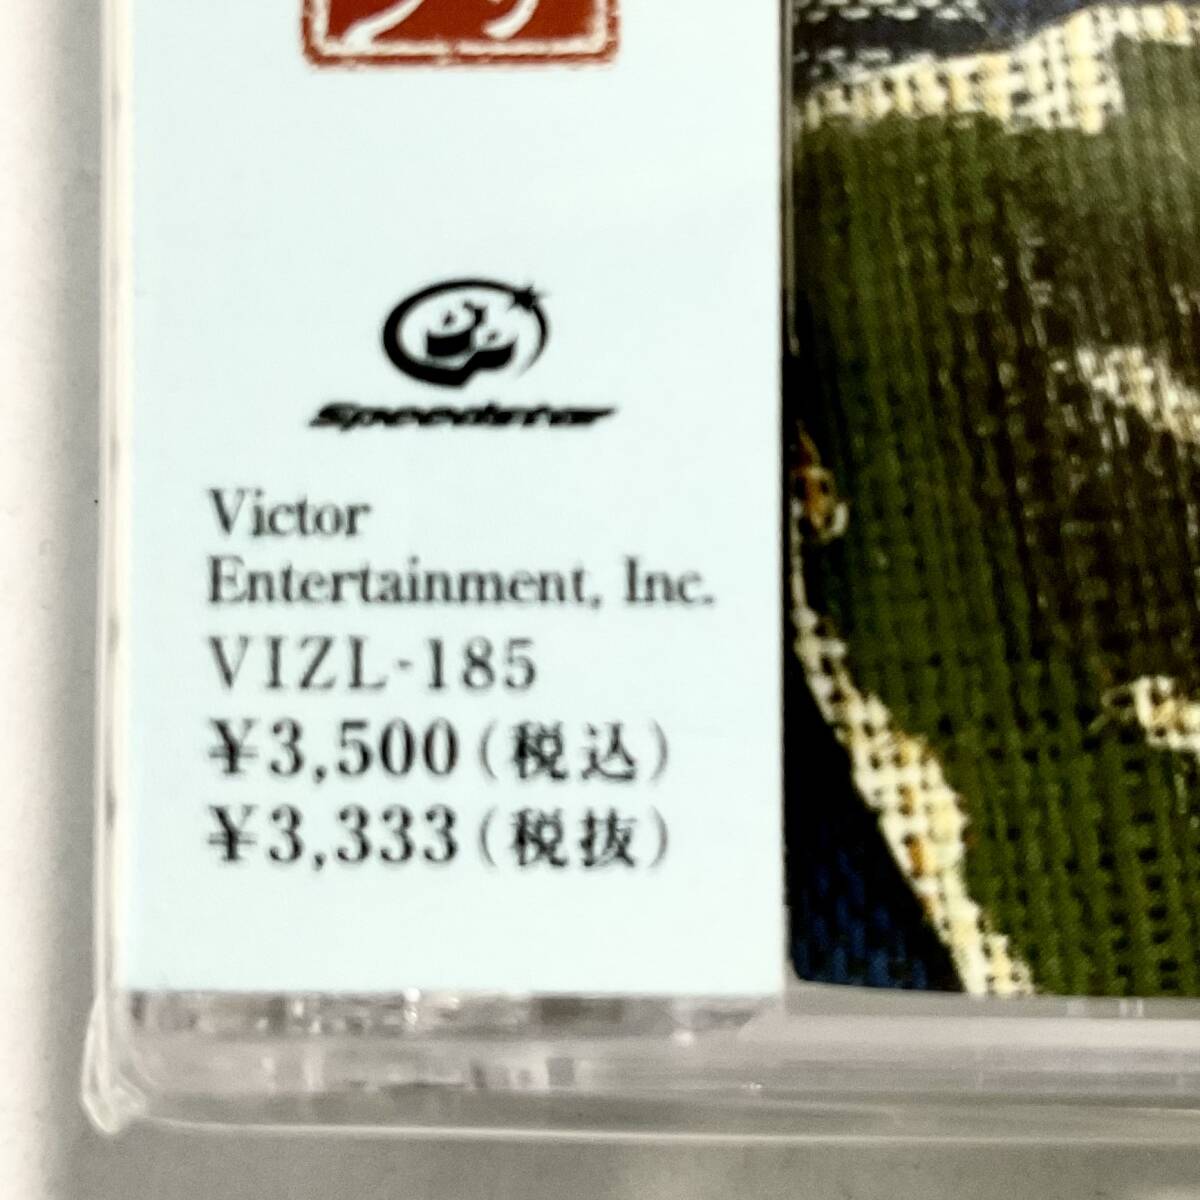 Speedstar
Victor
Entertainment, Inc.
VIZL-185
¥3,500（税込）
¥3,333（税抜）